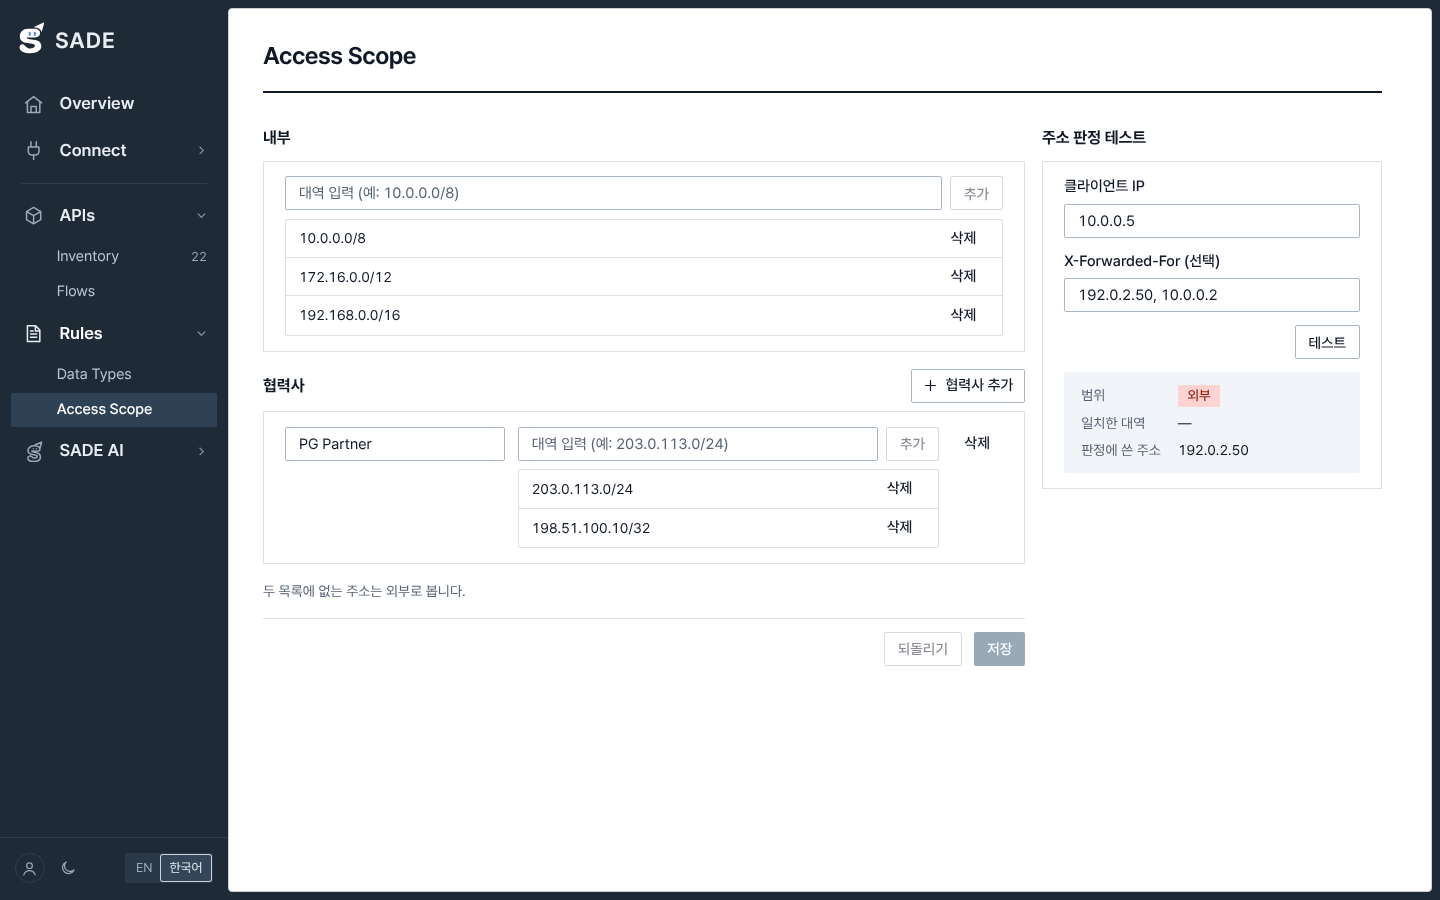 SADE
Overview
Connect
APIs
Inventory 22
Flows
Rules
Data Types
Access Scope
SADE AI
EN 한국어
Access Scope
내부
대역 입력 (예: 10.0.0.0/8) 추가
10.0.0.0/8 삭제
172.16.0.0/12 삭제
192.168.0.0/16 삭제
협력사 + 협력사 추가
PG Partner 대역 입력 (예: 203.0.113.0/24) 추가 삭제
203.0.113.0/24 삭제
198.51.100.10/32 삭제
두 목록에 없는 주소는 외부로 봅니다.
되돌리기 저장
주소 판정 테스트
클라이언트 IP
10.0.0.5
X-Forwarded-For (선택)
192.0.2.50, 10.0.0.2
테스트
범위 외부
일치한 대역 —
판정에 쓴 주소 192.0.2.50